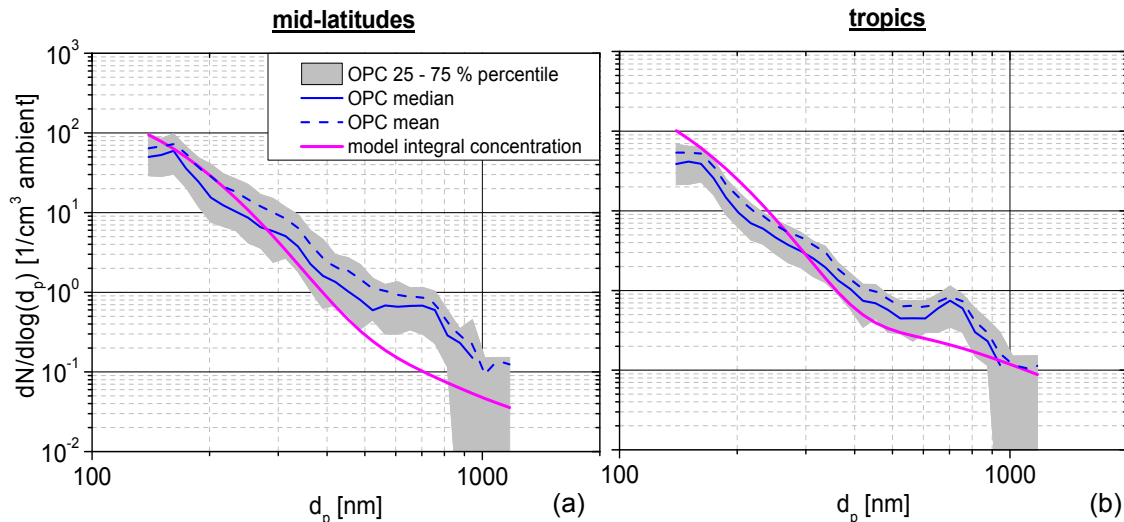 mid-latitudes
tropics
dN/dlog(dₚ) [1/cm³ ambient]
10³
10²
10¹
10⁰
10⁻¹
10⁻²
OPC 25 - 75 % percentile
OPC median
OPC mean
model integral concentration
100
1000
dₚ [nm]
(a)
100
1000
dₚ [nm]
(b)